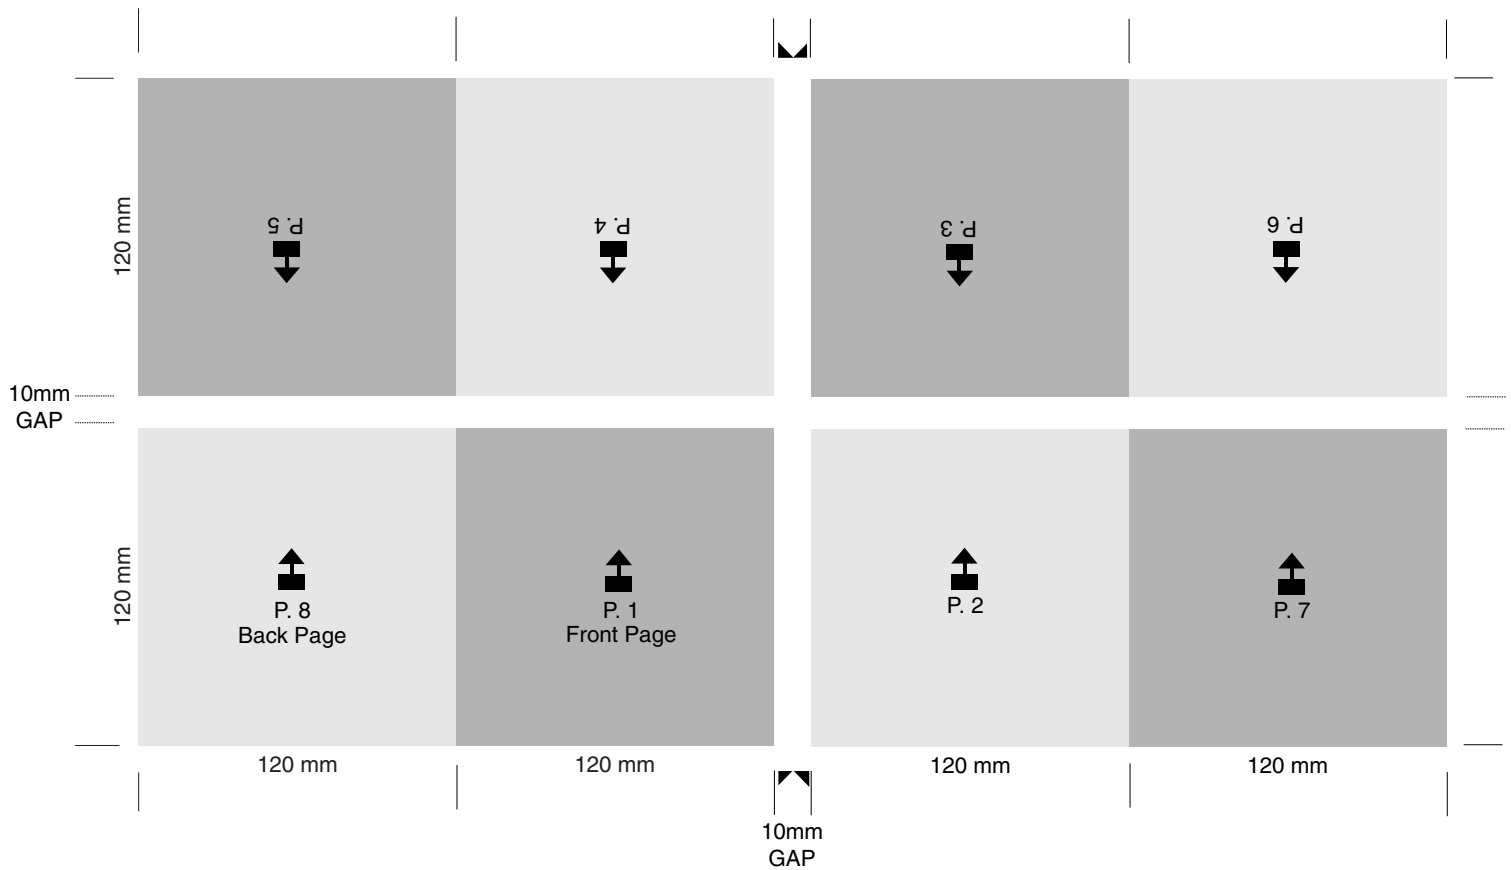 P. 5
P. 4
P. 3
P. 6
120 mm
10mm
GAP
120 mm
P. 8
Back Page
P. 1
Front Page
P. 2
P. 7
120 mm
120 mm
120 mm
120 mm
10mm
GAP